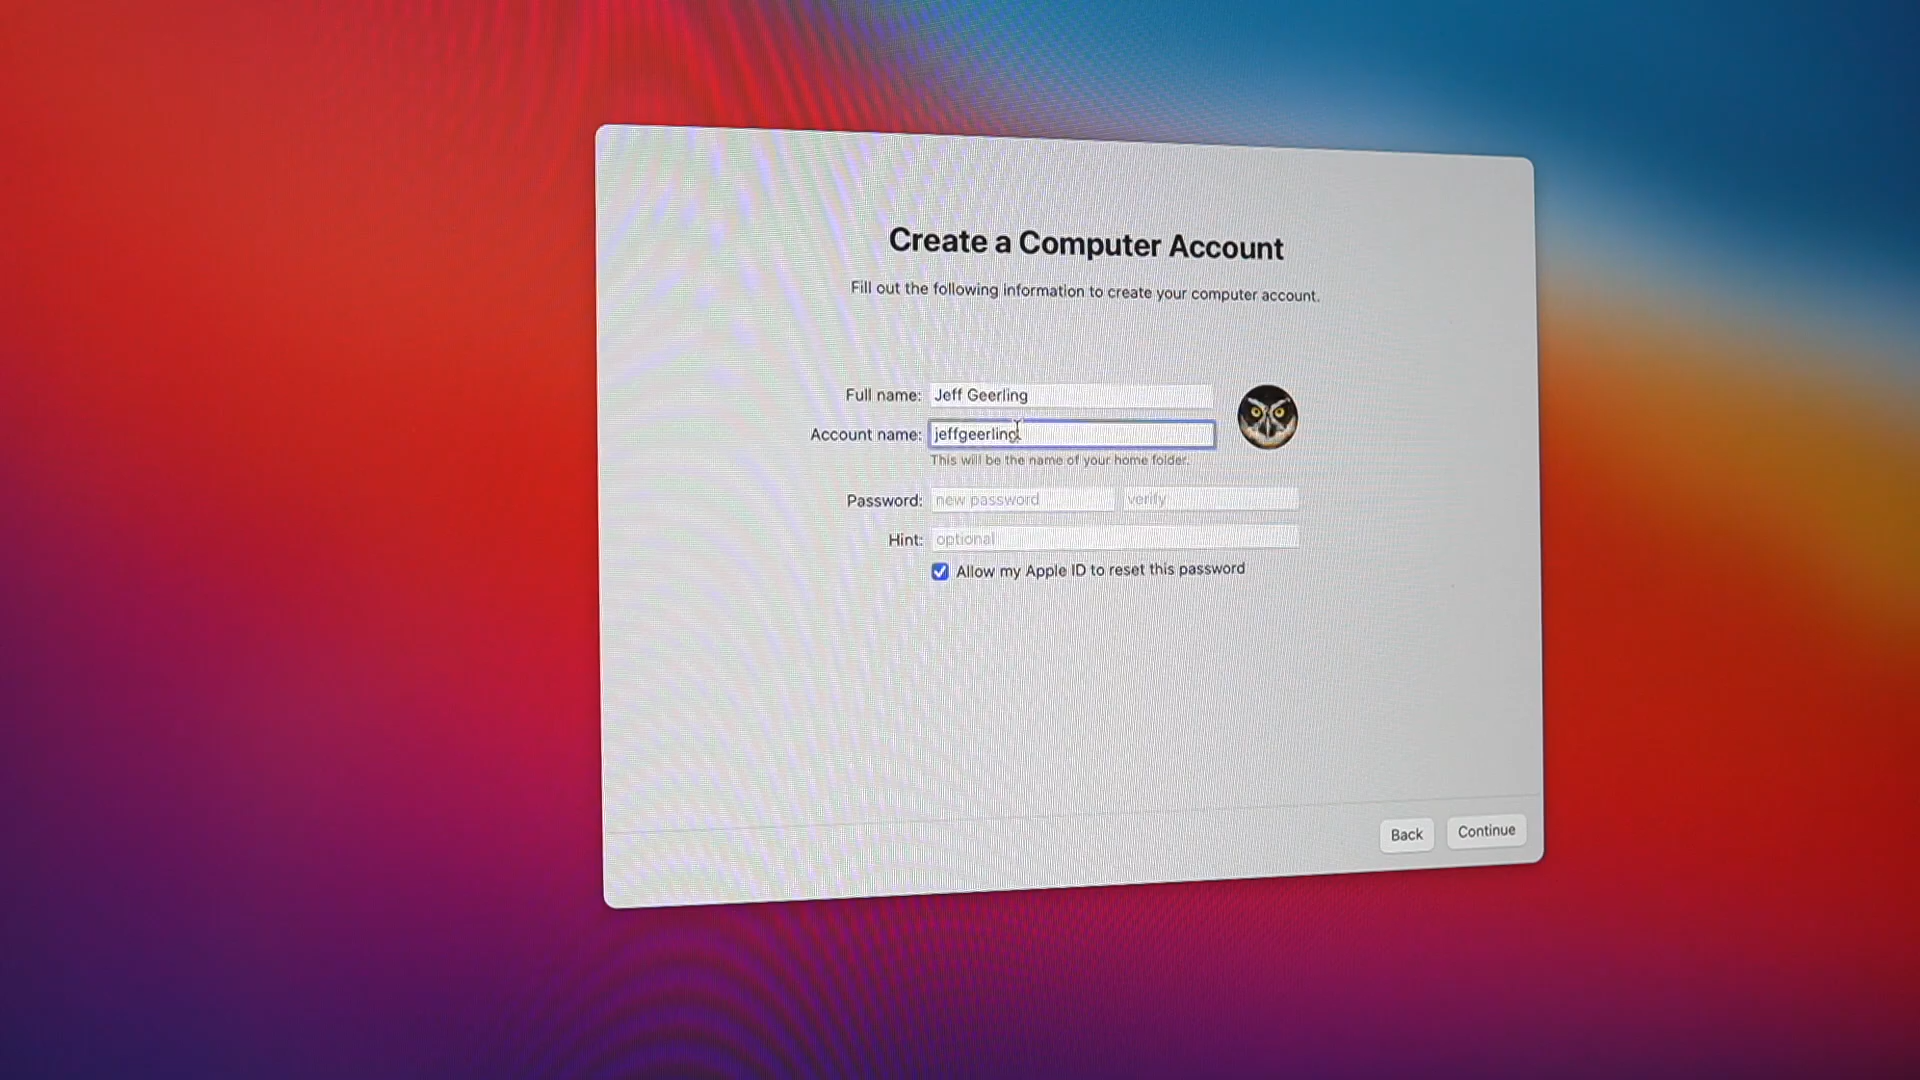 Create a Computer Account
Fill out the following information to create your computer account.
Full name: Jeff Geerling
Account name: jeffgeerling
This will be the name of your home folder.
Password: new password verify
Hint: optional
Allow my Apple ID to reset this password
Back Continue